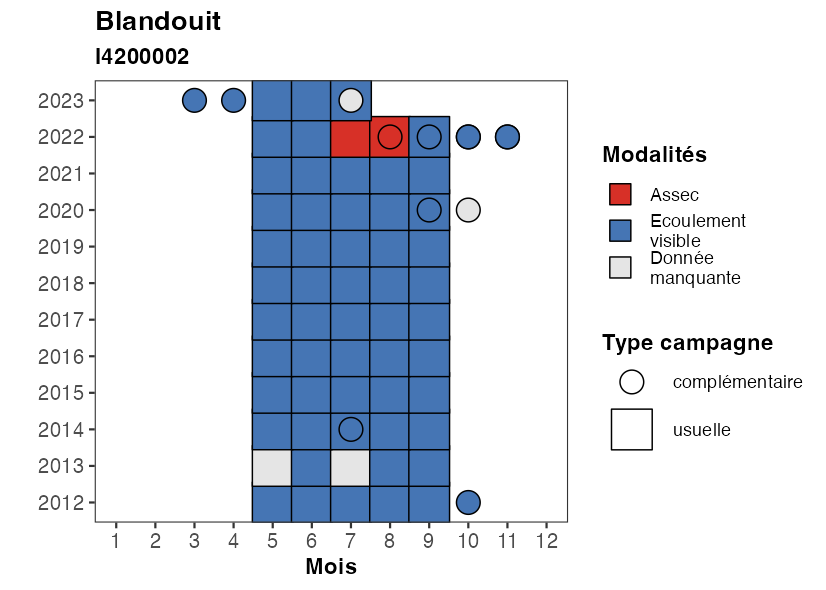 Blandouit
I4200002
2023
2022
2021
2020
2019
2018
2017
2016
2015
2014
2013
2012
1 2 3 4 5 6 7 8 9 10 11 12
Mois
Modalités
Assec
Ecoulement
visible
Donnée
manquante
Type campagne
complémentaire
usuelle